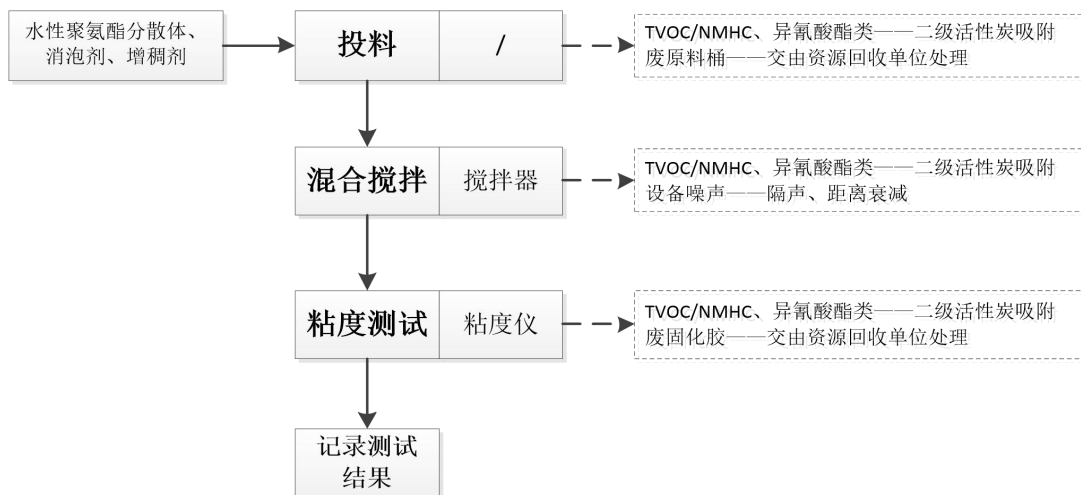 水性聚氨酯分散体、
消泡剂、增稠剂
投料
/
TVOC/NMHC、异氰酸酯类——二级活性炭吸附
废原料桶——交由资源回收单位处理
混合搅拌
搅拌器
TVOC/NMHC、异氰酸酯类——二级活性炭吸附
设备噪声——隔声、距离衰减
粘度测试
粘度仪
TVOC/NMHC、异氰酸酯类——二级活性炭吸附
废固化胶——交由资源回收单位处理
记录测试
结果